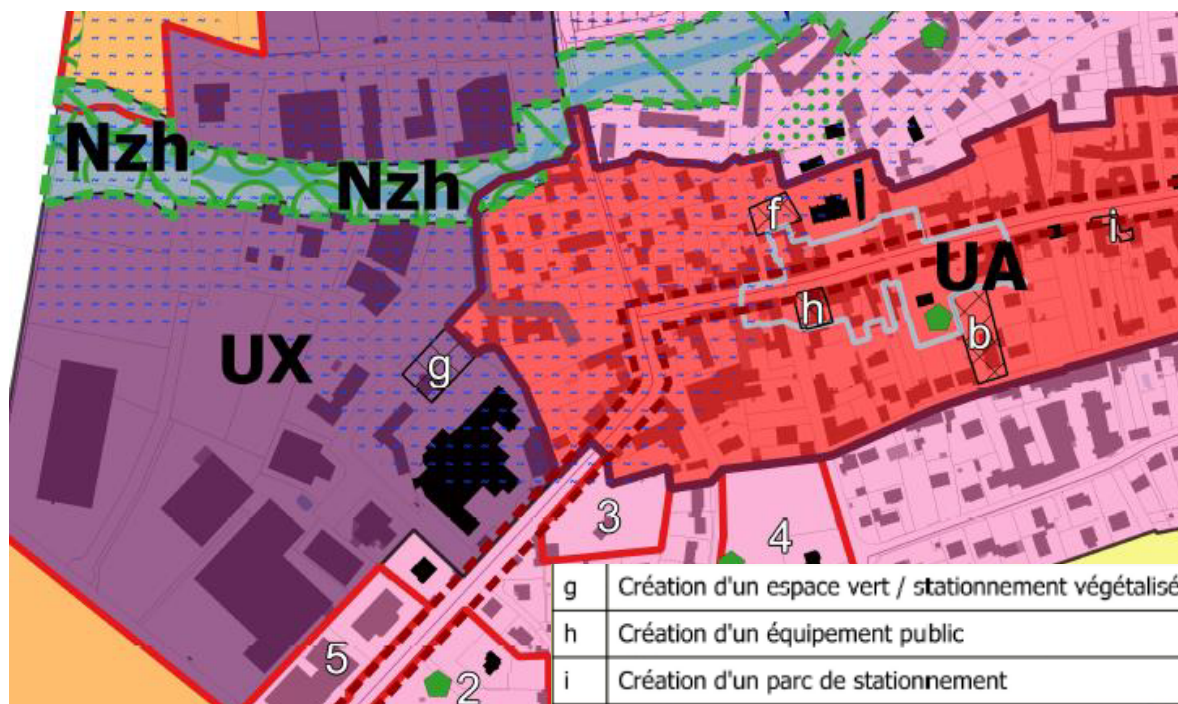 Nzh
Nzh
f
i
UA
h
b
UX
g
3
4
5
2
g Création d'un espace vert / stationnement végétalisé
h Création d'un équipement public
i Création d'un parc de stationnement